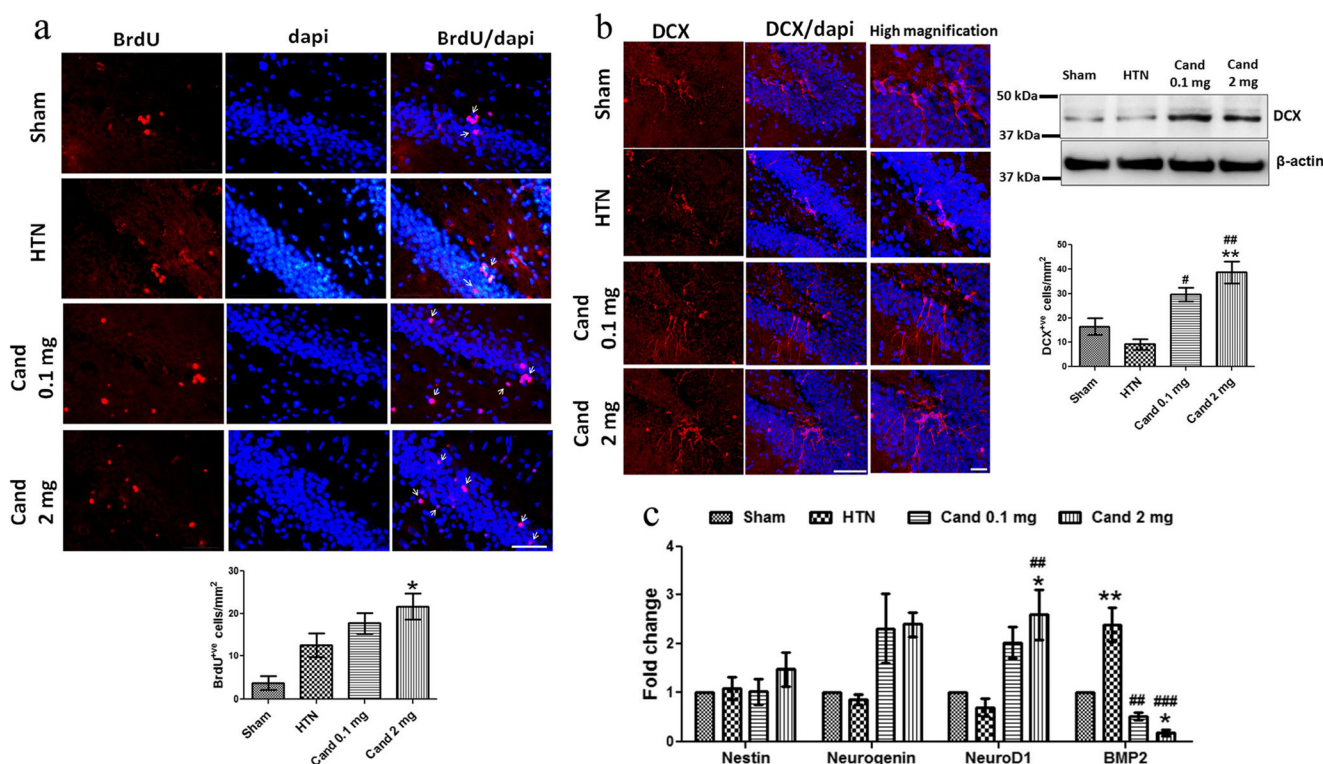 a
BrdU dapi BrdU/dapi
Sham
HTN
Cand
0.1 mg
Cand
2 mg
BrdU+ve cells/mm2
30
20
10
0
*
Sham
HTN
Cand 0.1 mg
Cand 2 mg
b
DCX DCX/dapi High magnification
Sham
HTN
Cand
0.1 mg
Cand
2 mg
Sham HTN Cand 0.1 mg Cand 2 mg
50 kDa
DCX
37 kDa
β-actin
37 kDa
DCX+ve cells/mm2
50
40
30
20
10
0
#
##
**
Sham
HTN
Cand 0.1 mg
Cand 2 mg
c
Sham HTN Cand 0.1 mg Cand 2 mg
Fold change
4
3
2
1
0
##
*
**
##
###
*
Nestin Neurogenin NeuroD1 BMP2